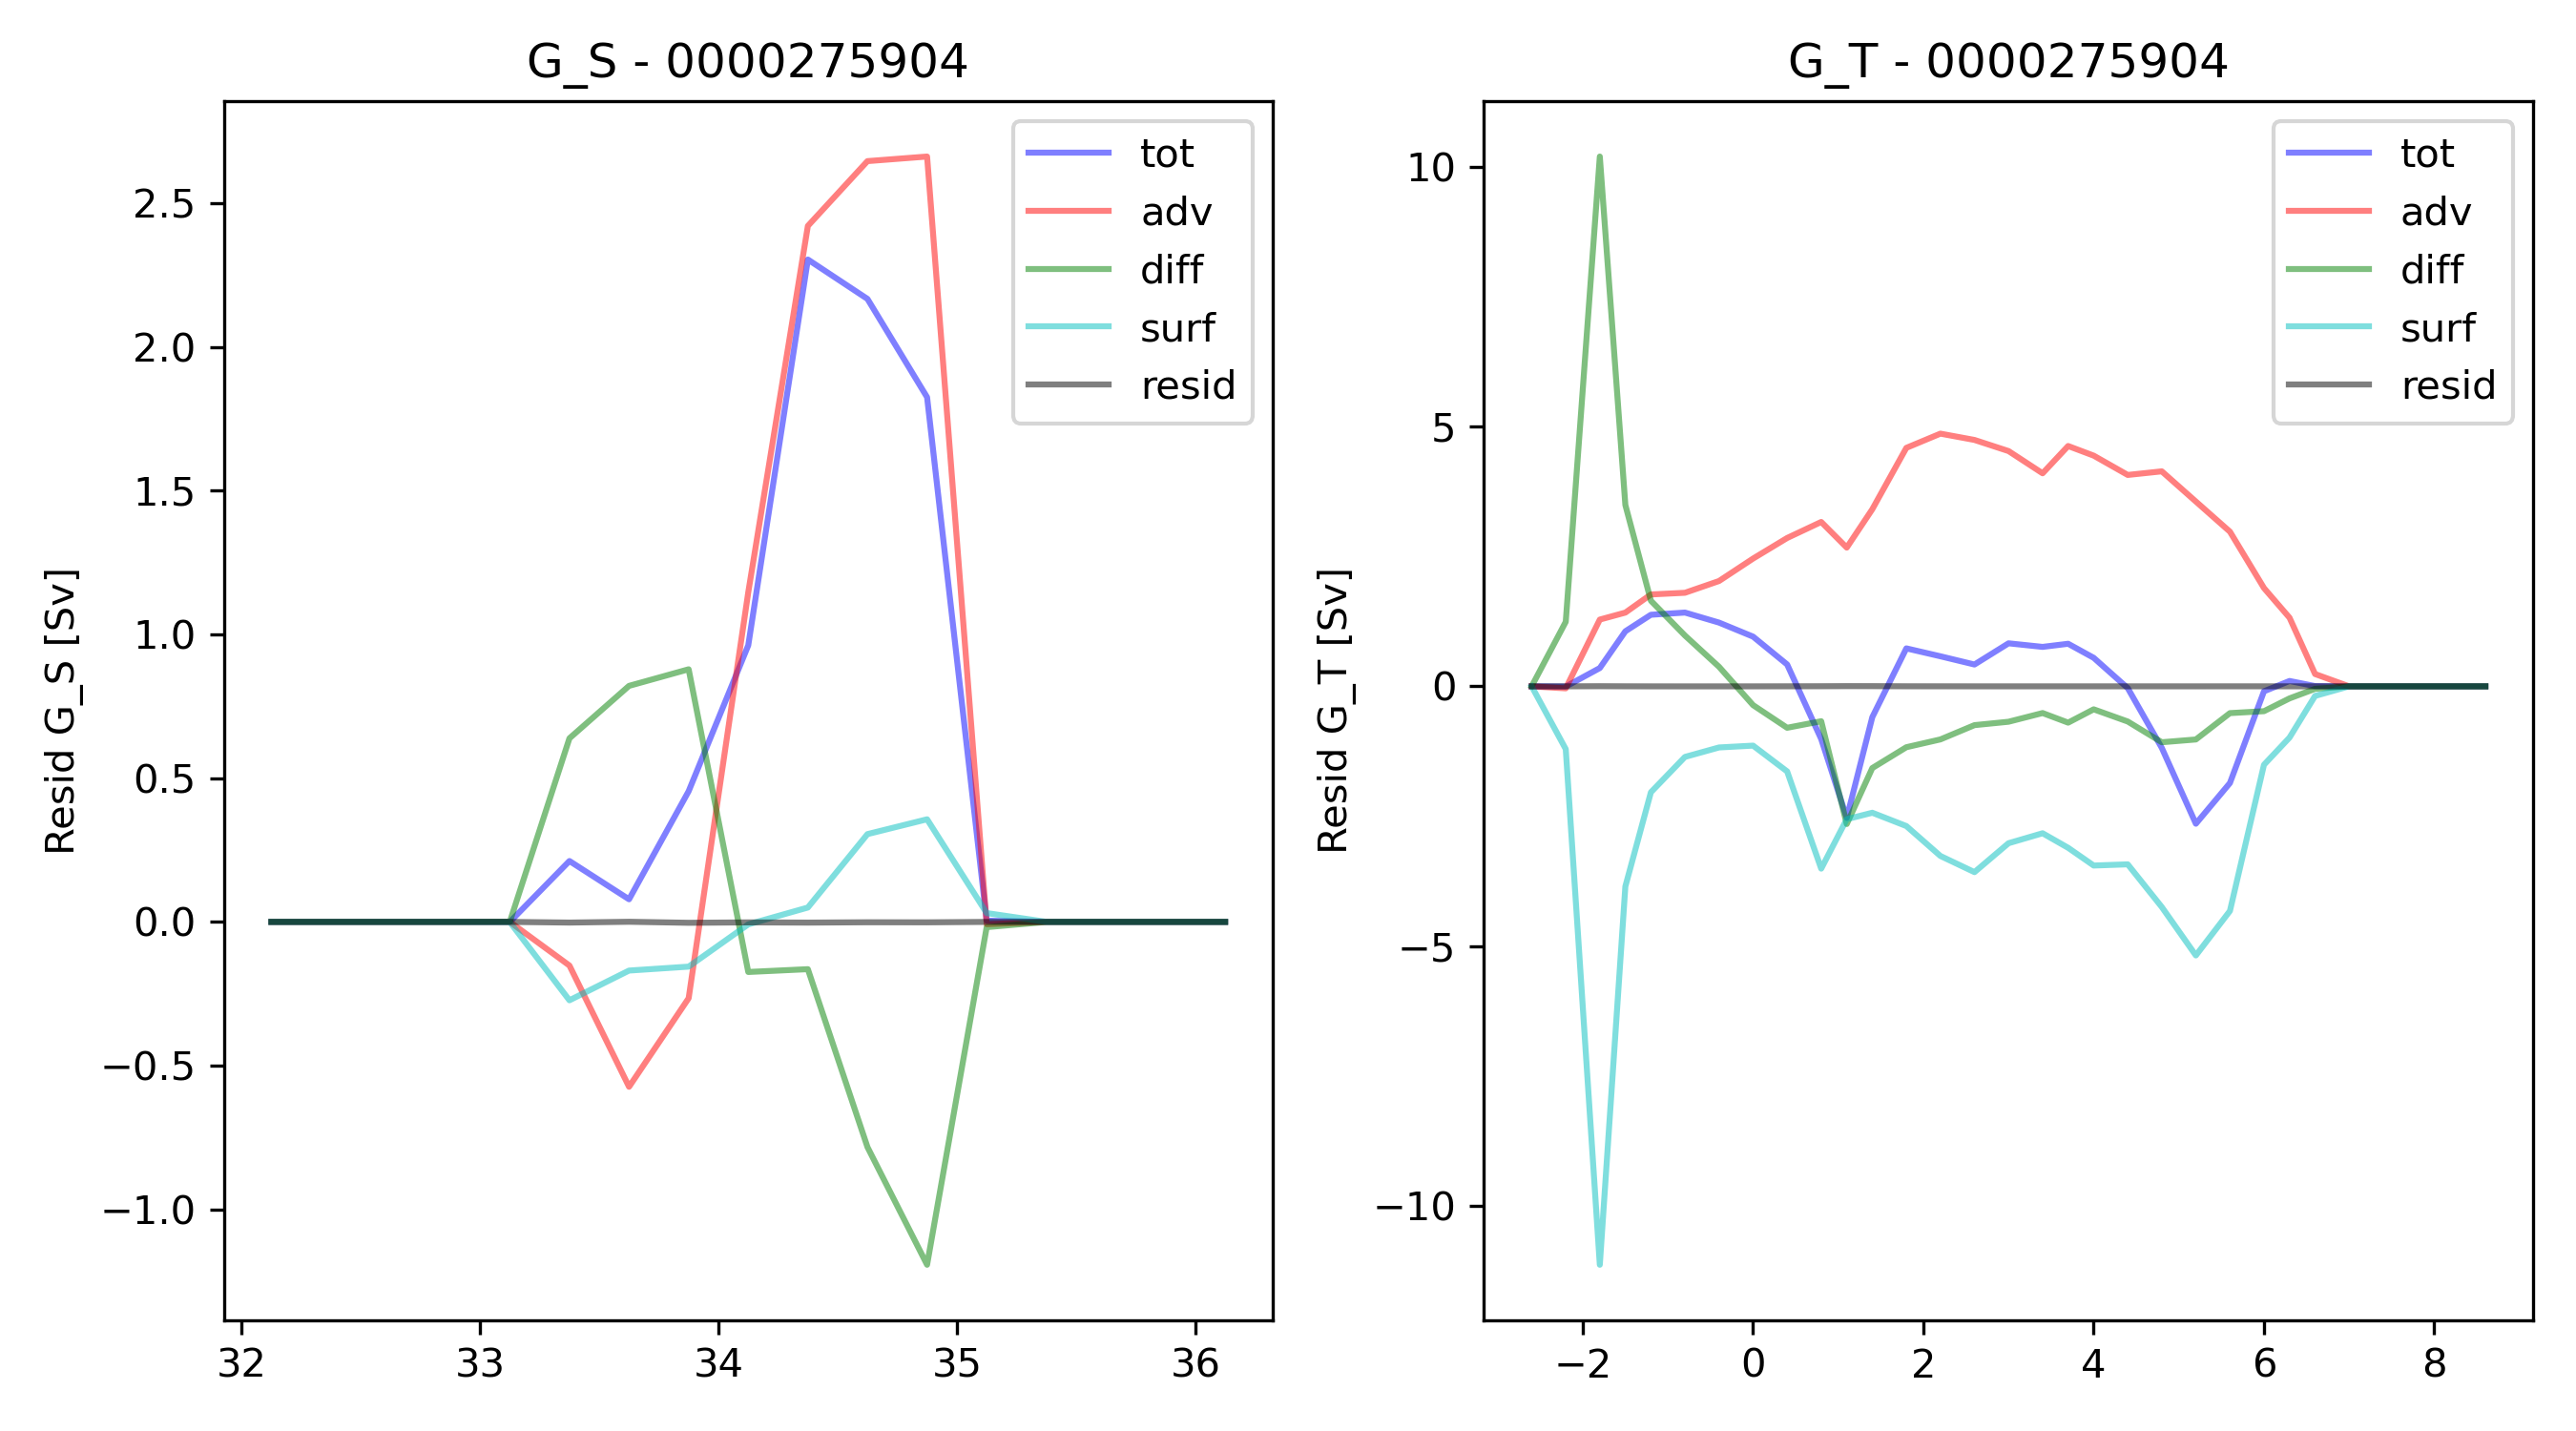 G_S - 0000275904
Resid G_S [Sv]
2.5
2.0
1.5
1.0
0.5
0.0
−0.5
−1.0
32 33 34 35 36
tot
adv
diff
surf
resid
G_T - 0000275904
Resid G_T [Sv]
10
5
0
−5
−10
−2 0 2 4 6 8
tot
adv
diff
surf
resid